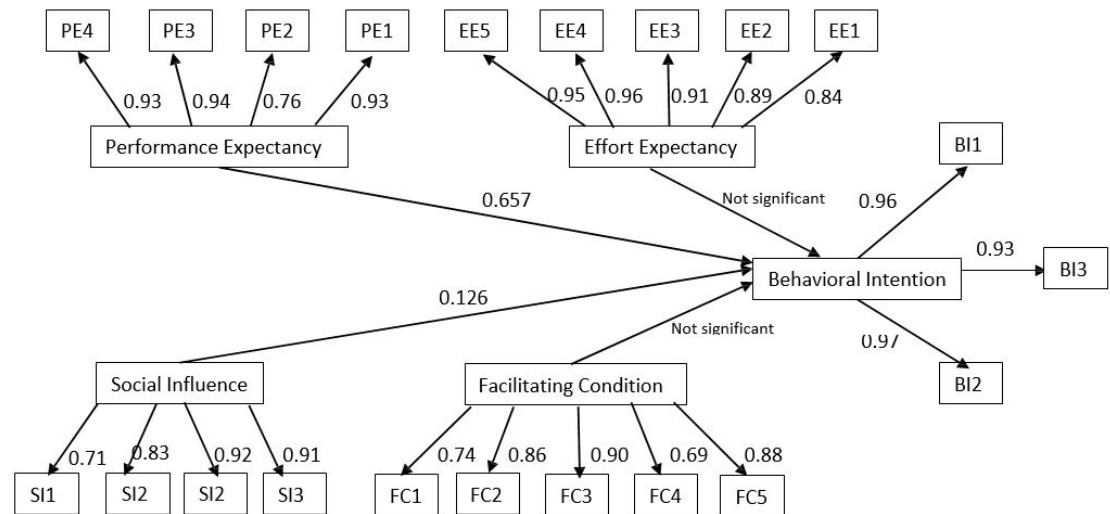 PE4
PE3
PE2
PE1
EE5
EE4
EE3
EE2
EE1
0.93
0.94
0.76
0.93
0.95
0.96
0.91
0.89
0.84
Performance Expectancy
Effort Expectancy
BI1
0.657
Not significant
0.96
0.93
Behavioral Intention
BI3
0.126
Not significant
0.97
Social Influence
Facilitating Condition
BI2
0.71
0.83
0.92
0.91
0.74
0.86
0.90
0.69
0.88
SI1
SI2
SI2
SI3
FC1
FC2
FC3
FC4
FC5